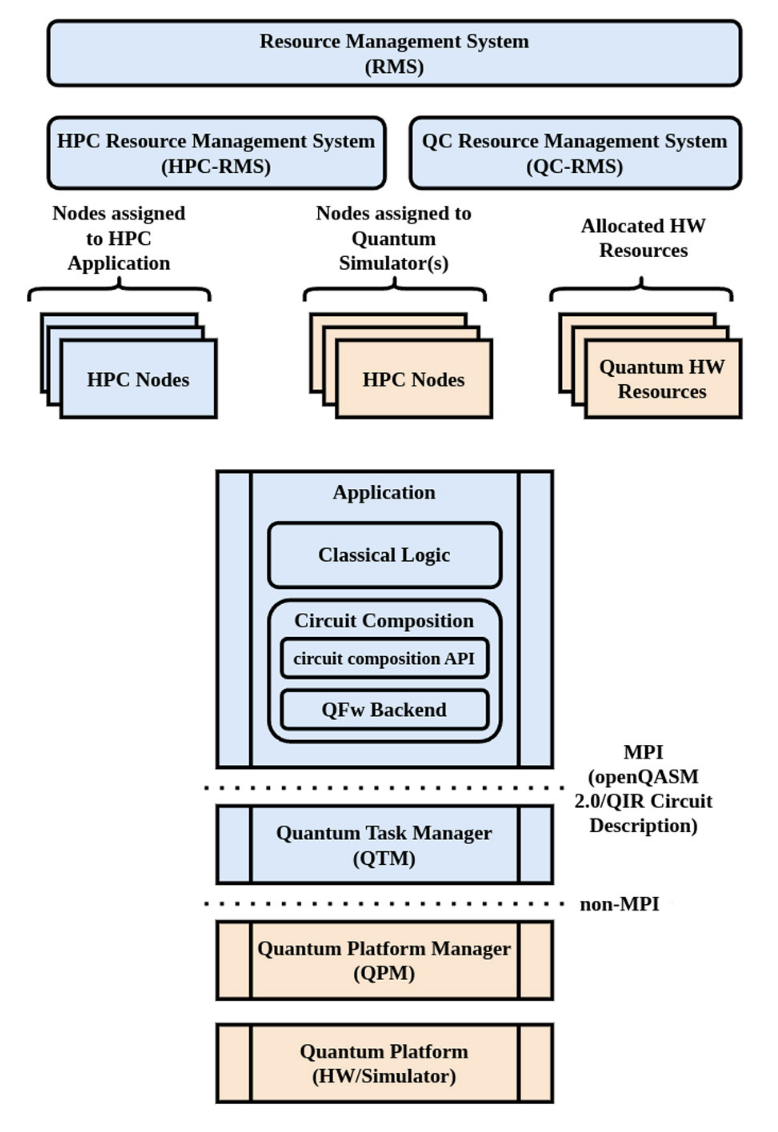 Resource Management System
(RMS)
HPC Resource Management System
(HPC-RMS)
QC Resource Management System
(QC-RMS)
Nodes assigned
to HPC
Application
Nodes assigned to
Quantum
Simulator(s)
Allocated HW
Resources
HPC Nodes
HPC Nodes
Quantum HW
Resources
Application
Classical Logic
Circuit Composition
circuit composition API
QFw Backend
MPI
(openQASM
2.0/QIR Circuit
Description)
Quantum Task Manager
(QTM)
non-MPI
Quantum Platform Manager
(QPM)
Quantum Platform
(HW/Simulator)